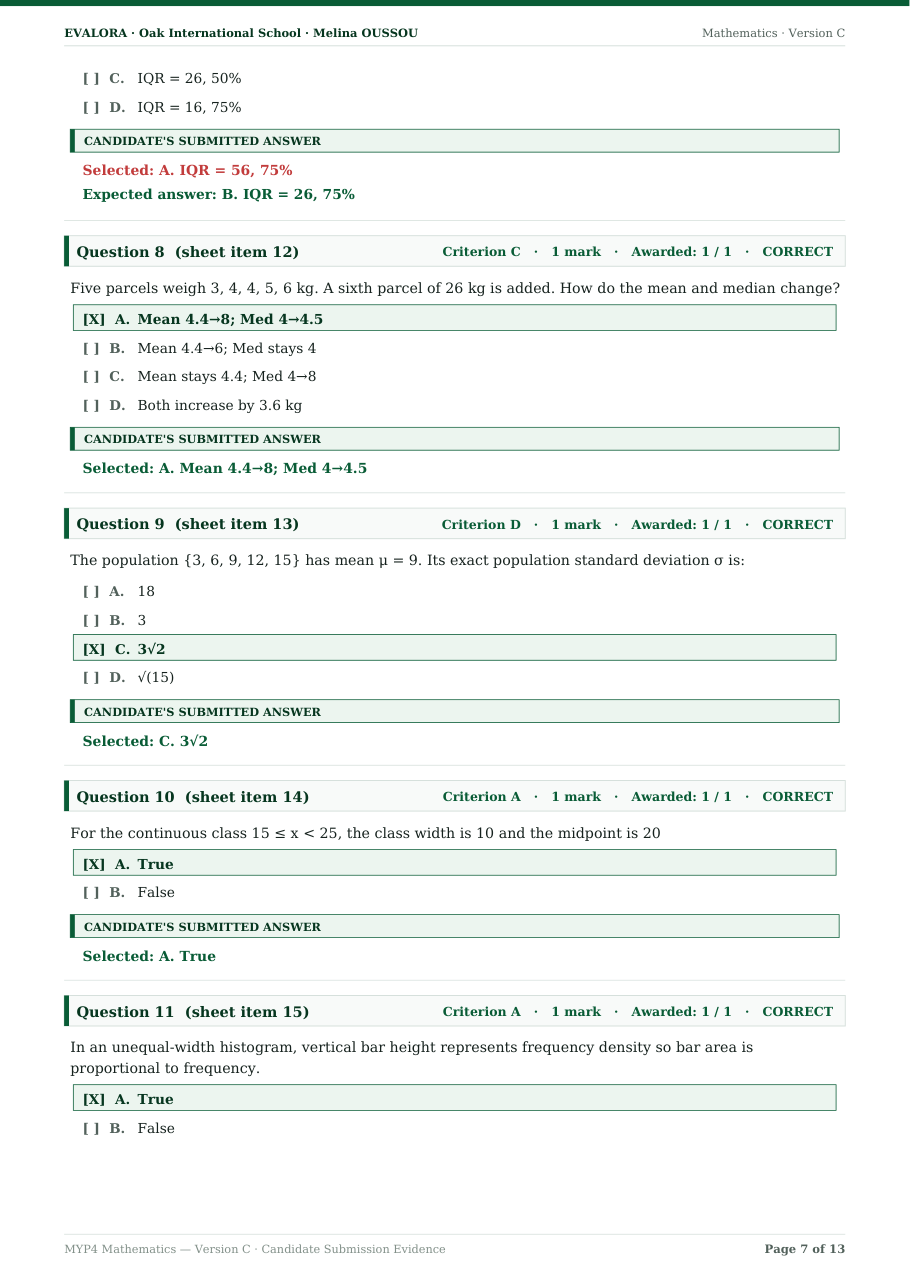 EVALORA · Oak International School · Melina OUSSOU
Mathematics · Version C
[ ] C. IQR = 26, 50%
[ ] D. IQR = 16, 75%
CANDIDATE'S SUBMITTED ANSWER
Selected: A. IQR = 56, 75%
Expected answer: B. IQR = 26, 75%
Question 8 (sheet item 12)
Criterion C · 1 mark · Awarded: 1 / 1 · CORRECT
Five parcels weigh 3, 4, 4, 5, 6 kg. A sixth parcel of 26 kg is added. How do the mean and median change?
[X] A. Mean 4.4→8; Med 4→4.5
[ ] B. Mean 4.4→6; Med stays 4
[ ] C. Mean stays 4.4; Med 4→8
[ ] D. Both increase by 3.6 kg
CANDIDATE'S SUBMITTED ANSWER
Selected: A. Mean 4.4→8; Med 4→4.5
Question 9 (sheet item 13)
Criterion D · 1 mark · Awarded: 1 / 1 · CORRECT
The population {3, 6, 9, 12, 15} has mean μ = 9. Its exact population standard deviation σ is:
[ ] A. 18
[ ] B. 3
[X] C. 3√2
[ ] D. √(15)
CANDIDATE'S SUBMITTED ANSWER
Selected: C. 3√2
Question 10 (sheet item 14)
Criterion A · 1 mark · Awarded: 1 / 1 · CORRECT
For the continuous class 15 ≤ x < 25, the class width is 10 and the midpoint is 20
[X] A. True
[ ] B. False
CANDIDATE'S SUBMITTED ANSWER
Selected: A. True
Question 11 (sheet item 15)
Criterion A · 1 mark · Awarded: 1 / 1 · CORRECT
In an unequal-width histogram, vertical bar height represents frequency density so bar area is
proportional to frequency.
[X] A. True
[ ] B. False
MYP4 Mathematics — Version C · Candidate Submission Evidence
Page 7 of 13